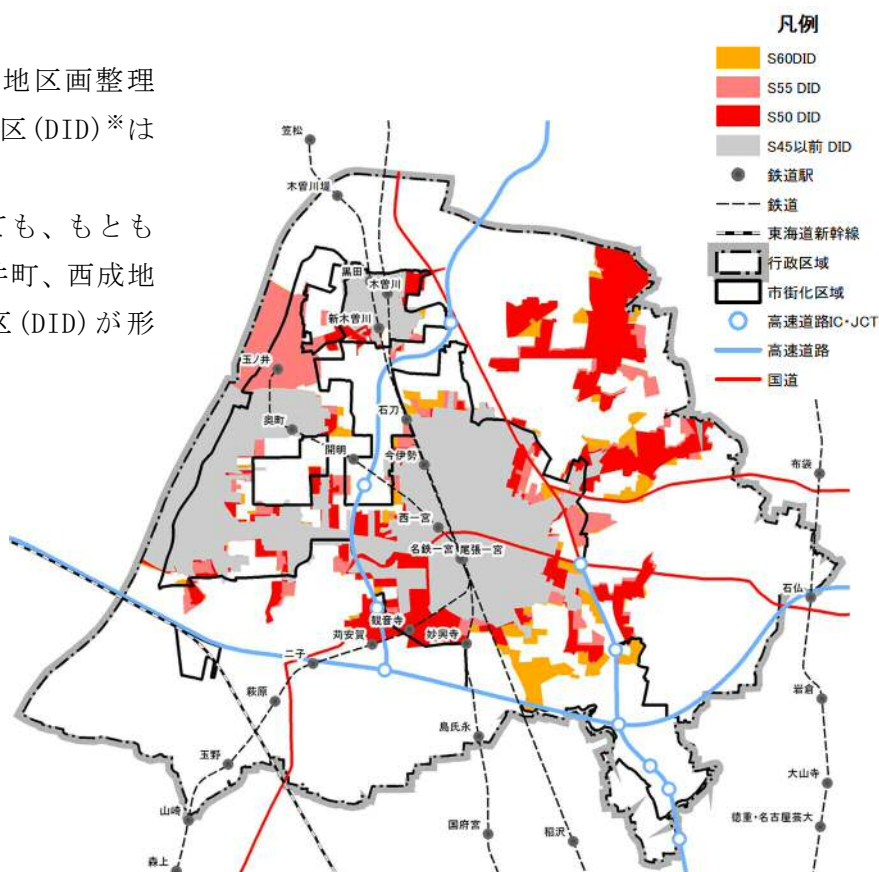 地区画整理
区(DID)※は
ても、もとも
井町、西成地
区(DID)が形
凡例
S60DID
S55 DID
S50 DID
S45以前 DID
鉄道駅
鉄道
東海道新幹線
行政区域
市街化区域
高速道路IC・JCT
高速道路
国道
笠松
木曽川堤
黒田
木曽川
新木曽川
玉ノ井
石刀
奥町
開明
今伊勢
布袋
西一宮
名鉄一宮
尾張一宮
石仏
観音寺
苅安賀
妙興寺
二子
萩原
岩倉
島氏永
玉野
大山寺
山崎
国府宮
稲沢
徳重・名古屋芸大
森上